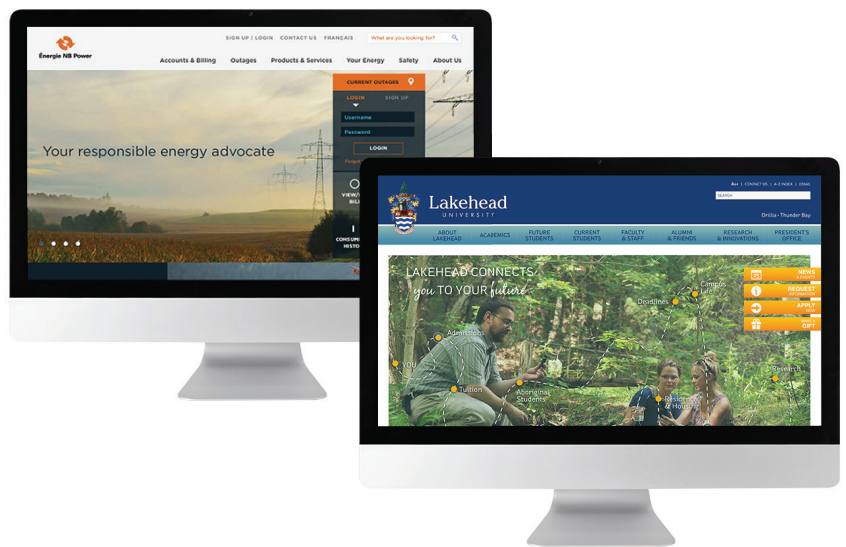 SIGN UP | LOGIN CONTACT US FRANÇAIS What are you looking for?
Énergie NB Power
Accounts & Billing Outages Products & Services Your Energy Safety About Us
CURRENT OUTAGES
LOGIN SIGN UP
Username
Password
LOGIN
Your responsible energy advocate
A++ | CONTACT US | A-Z INDEX | EMAIL
SEARCH
Lakehead
UNIVERSITY
Orillia • Thunder Bay
ABOUT LAKEHEAD
ACADEMICS
FUTURE STUDENTS
CURRENT STUDENTS
FACULTY & STAFF
ALUMNI & FRIENDS
RESEARCH & INNOVATIONS
PRESIDENT'S OFFICE
LAKEHEAD CONNECTS
you TO YOUR future
NEWS
& EVENTS
REQUEST
INFORMATION
APPLY
NOW
GIFT
Campus
Life
Deadlines
Admissions
YOU
Tuition
Aboriginal
Students
Research
Residence
& Housing